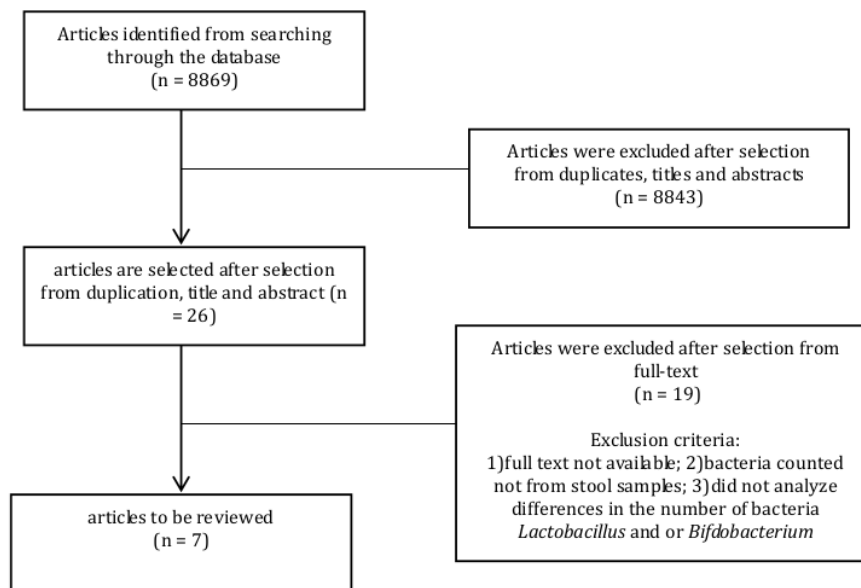 Articles identified from searching
through the database
(n = 8869)
Articles were excluded after selection
from duplicates, titles and abstracts
(n = 8843)
articles are selected after selection
from duplication, title and abstract (n
= 26)
Articles were excluded after selection from
full-text
(n = 19)
Exclusion criteria:
1)full text not available; 2)bacteria counted
not from stool samples; 3)did not analyze
differences in the number of bacteria
Lactobacillus and or Bifdobacterium
articles to be reviewed
(n = 7)